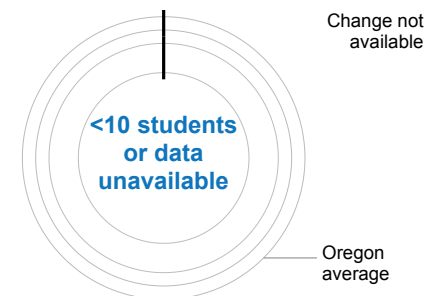 Change not
available
<10 students
or data
unavailable
Oregon
average